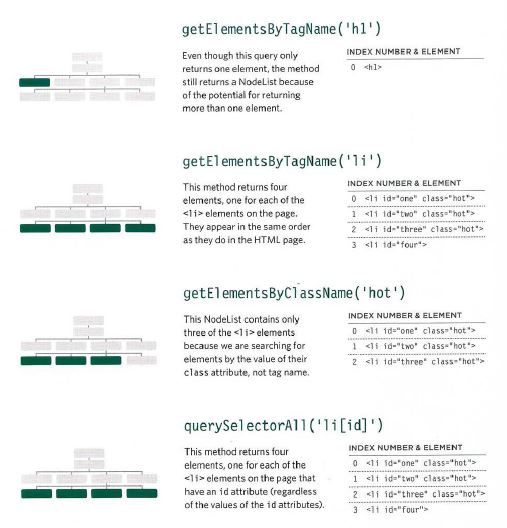 getElementsByTagName('h1')
Even though this query only
returns one element, the method
still returns a NodeList because
of the potential for returning
more than one element.
INDEX NUMBER & ELEMENT
0 <h1>
getElementsByTagName('li')
This method returns four
elements, one for each of the
<li> elements on the page.
They appear in the same order
as they do in the HTML page.
INDEX NUMBER & ELEMENT
0 <li id="one" class="hot">
1 <li id="two" class="hot">
2 <li id="three" class="hot">
3 <li id="four">
getElementsByClassName('hot')
This NodeList contains only
three of the <li> elements
because we are searching for
elements by the value of their
class attribute, not tag name.
INDEX NUMBER & ELEMENT
0 <li id="one" class="hot">
1 <li id="two" class="hot">
2 <li id="three" class="hot">
querySelectorAll('li[id]')
This method returns four
elements, one for each of the
<li> elements on the page that
have an id attribute (regardless
of the values of the id attributes).
INDEX NUMBER & ELEMENT
0 <li id="one" class="hot">
1 <li id="two" class="hot">
2 <li id="three" class="hot">
3 <li id="four">